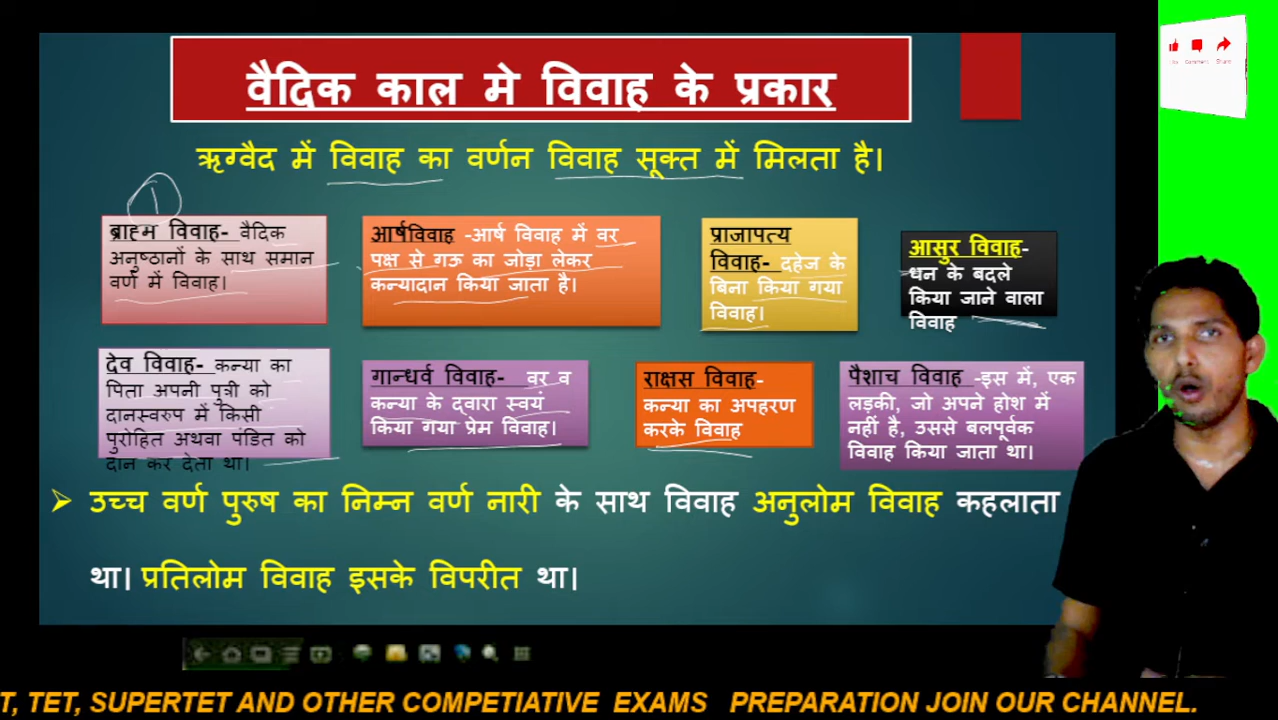 वैदिक काल मे विवाह के प्रकार
ऋग्वैद में विवाह का वर्णन विवाह सूक्त में मिलता है।
1
ब्राह्म विवाह- वैदिक
अनुष्ठानों के साथ समान
वर्ण में विवाह।
आर्षविवाह -आर्ष विवाह में वर
पक्ष से गऊ का जोड़ा लेकर
कन्यादान किया जाता है।
प्राजापत्य
विवाह- दहेज के
बिना किया गया
विवाह।
आसुर विवाह-
धन के बदले
किया जाने वाला
विवाह
देव विवाह- कन्या का
पिता अपनी पुत्री को
दानस्वरुप में किसी
पुरोहित अथवा पंडित को
दान कर देता था।
गान्धर्व विवाह- वर व
कन्या के द्वारा स्वयं
किया गया प्रेम विवाह।
राक्षस विवाह-
कन्या का अपहरण
करके विवाह
पैशाच विवाह -इस में, एक
लड़की, जो अपने होश में
नहीं है, उससे बलपूर्वक
विवाह किया जाता था।
उच्च वर्ण पुरुष का निम्न वर्ण नारी के साथ विवाह अनुलोम विवाह कहलाता
था। प्रतिलोम विवाह इसके विपरीत था।
T, TET, SUPERTET AND OTHER COMPETIATIVE EXAMS PREPARATION JOIN OUR CHANNEL.